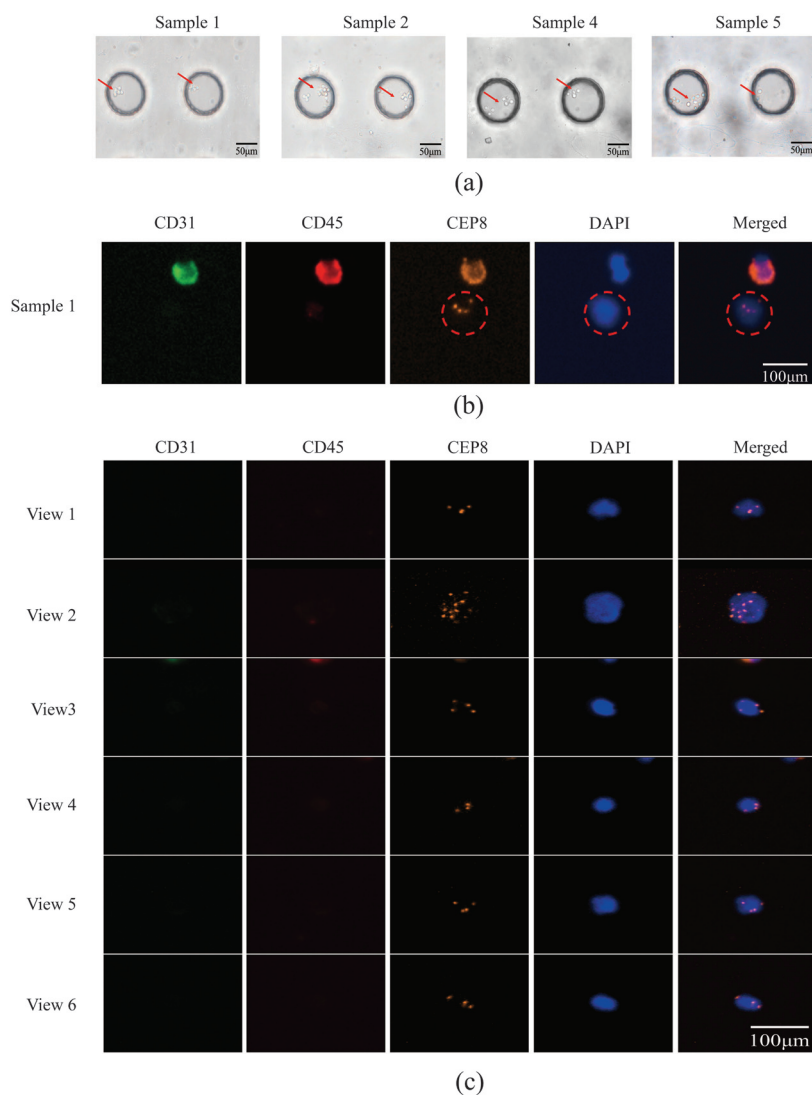 Sample 1 Sample 2 Sample 4 Sample 5
50μm 50μm 50μm 50μm
(a)
CD31 CD45 CEP8 DAPI Merged
Sample 1
100μm
(b)
CD31 CD45 CEP8 DAPI Merged
View 1
View 2
View3
View 4
View 5
View 6
100μm
(c)